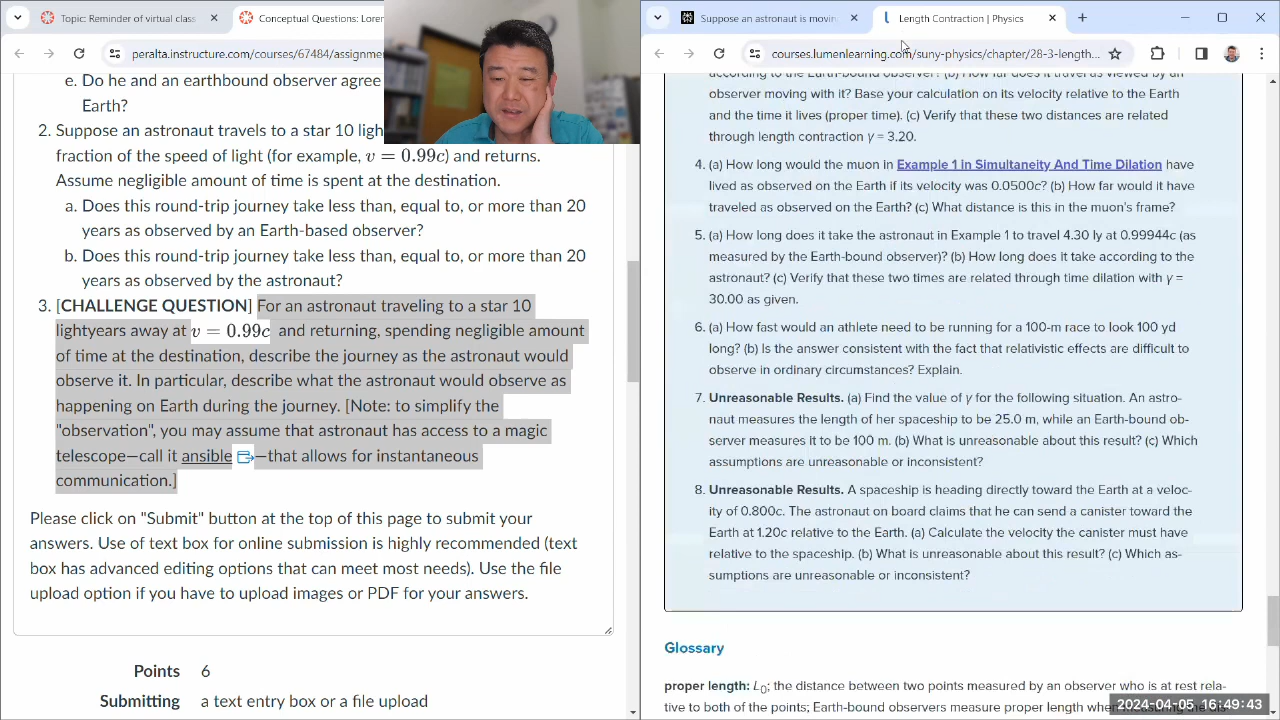 Topic: Reminder of virtual class
Conceptual Questions: Loren
Suppose an astronaut is movin
Length Contraction | Physics
peralta.instructure.com/courses/67484/assignme
courses.lumenlearning.com/suny-physics/chapter/28-3-length...
e. Do he and an earthbound observer agree
Earth?
2. Suppose an astronaut travels to a star 10 ligh
fraction of the speed of light (for example, v = 0.99c) and returns.
Assume negligible amount of time is spent at the destination.
a. Does this round-trip journey take less than, equal to, or more than 20
years as observed by an Earth-based observer?
b. Does this round-trip journey take less than, equal to, or more than 20
years as observed by the astronaut?
3. [CHALLENGE QUESTION] For an astronaut traveling to a star 10
lightyears away at v = 0.99c and returning, spending negligible amount
of time at the destination, describe the journey as the astronaut would
observe it. In particular, describe what the astronaut would observe as
happening on Earth during the journey. [Note: to simplify the
"observation", you may assume that astronaut has access to a magic
telescope—call it ansible —that allows for instantaneous
communication.]
Please click on "Submit" button at the top of this page to submit your
answers. Use of text box for online submission is highly recommended (text
box has advanced editing options that can meet most needs). Use the file
upload option if you have to upload images or PDF for your answers.
Points 6
Submitting a text entry box or a file upload
according to the Earth-bound observer? (b) How far does it travel as viewed by an
observer moving with it? Base your calculation on its velocity relative to the Earth
and the time it lives (proper time). (c) Verify that these two distances are related
through length contraction γ = 3.20.
4. (a) How long would the muon in Example 1 in Simultaneity And Time Dilation have
lived as observed on the Earth if its velocity was 0.0500c? (b) How far would it have
traveled as observed on the Earth? (c) What distance is this in the muon's frame?
5. (a) How long does it take the astronaut in Example 1 to travel 4.30 ly at 0.99944c (as
measured by the Earth-bound observer)? (b) How long does it take according to the
astronaut? (c) Verify that these two times are related through time dilation with γ =
30.00 as given.
6. (a) How fast would an athlete need to be running for a 100-m race to look 100 yd
long? (b) Is the answer consistent with the fact that relativistic effects are difficult to
observe in ordinary circumstances? Explain.
7. Unreasonable Results. (a) Find the value of γ for the following situation. An astro-
naut measures the length of her spaceship to be 25.0 m, while an Earth-bound ob-
server measures it to be 100 m. (b) What is unreasonable about this result? (c) Which
assumptions are unreasonable or inconsistent?
8. Unreasonable Results. A spaceship is heading directly toward the Earth at a veloc-
ity of 0.800c. The astronaut on board claims that he can send a canister toward the
Earth at 1.20c relative to the Earth. (a) Calculate the velocity the canister must have
relative to the spaceship. (b) What is unreasonable about this result? (c) Which as-
sumptions are unreasonable or inconsistent?
Glossary
proper length: L0; the distance between two points measured by an observer who is at rest rela-
tive to both of the points; Earth-bound observers measure proper length when
2024-04-05 16:49:43